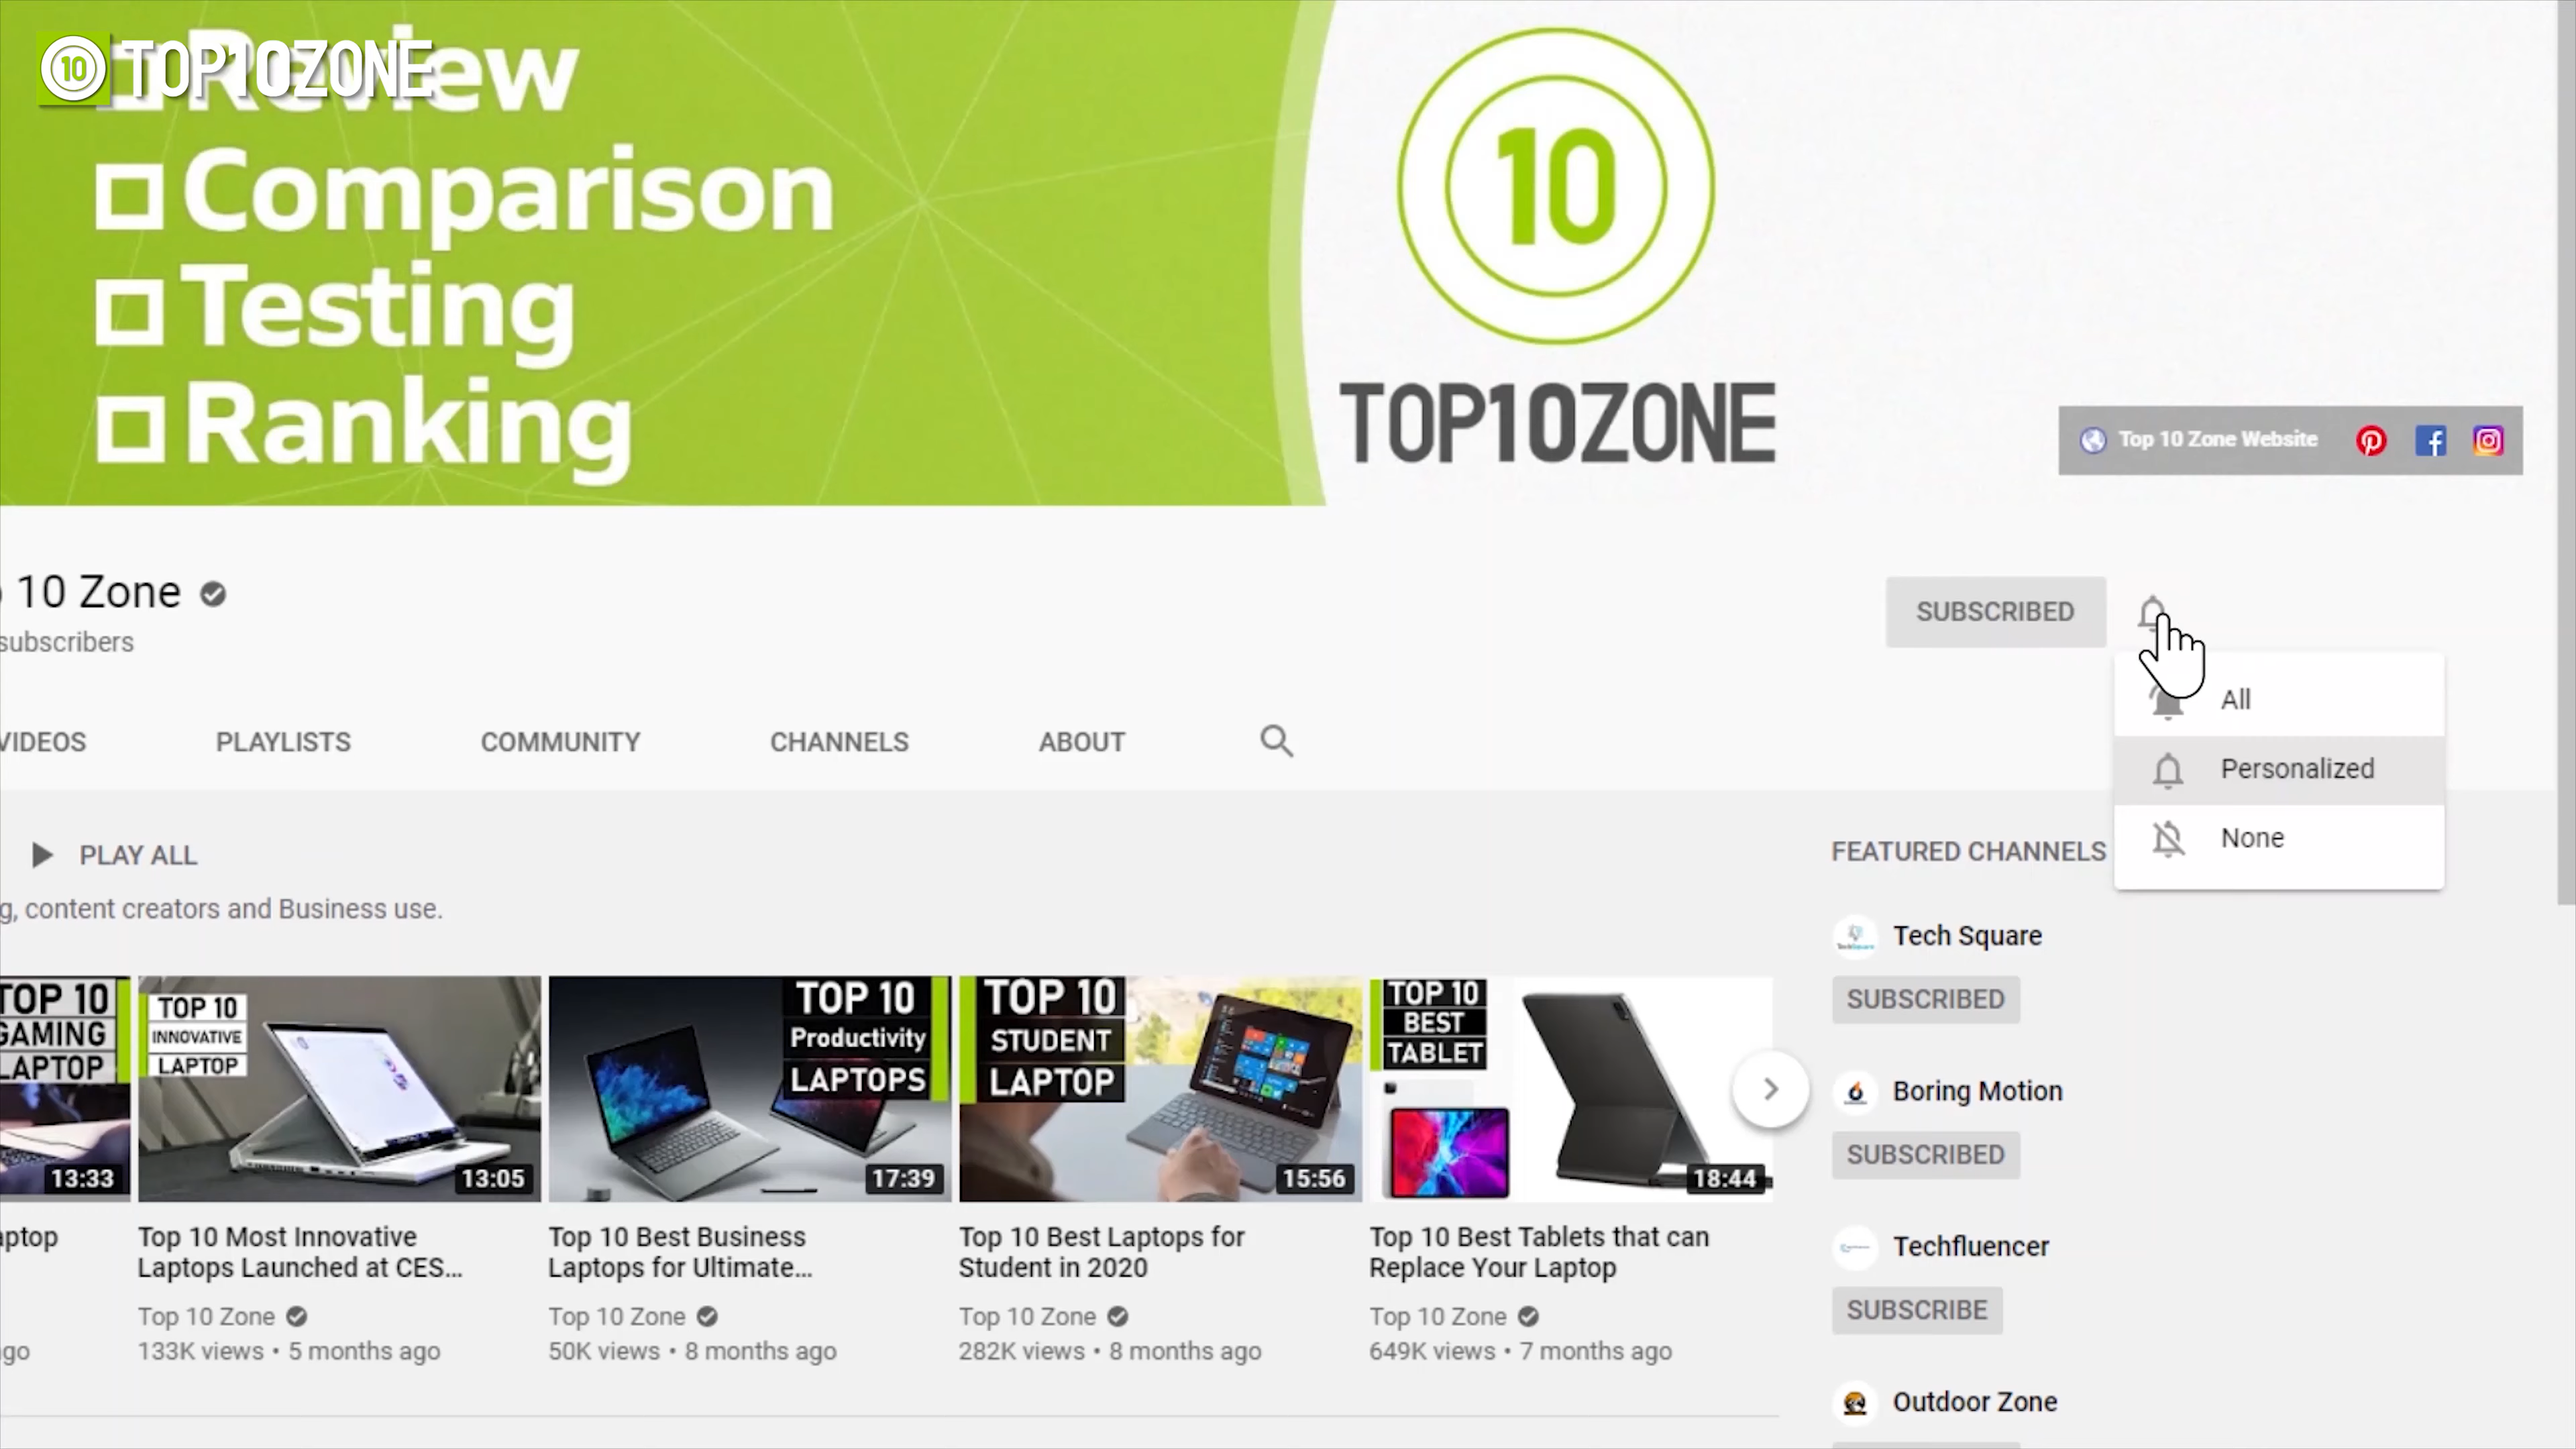 TOP10ZONE
Review
Comparison
Testing
Ranking
10
TOP10ZONE
Top 10 Zone Website
10 Zone
subscribers
SUBSCRIBED
All
Personalized
None
VIDEOS
PLAYLISTS
COMMUNITY
CHANNELS
ABOUT
PLAY ALL
g, content creators and Business use.
TOP 10
GAMING
LAPTOP
13:33
TOP 10
INNOVATIVE
LAPTOP
13:05
TOP 10
Productivity
LAPTOPS
17:39
TOP 10
STUDENT
LAPTOP
15:56
TOP 10
BEST
TABLET
18:44
aptop
ago
Top 10 Most Innovative
Laptops Launched at CES...
Top 10 Zone
133K views • 5 months ago
Top 10 Best Business
Laptops for Ultimate...
Top 10 Zone
50K views • 8 months ago
Top 10 Best Laptops for
Student in 2020
Top 10 Zone
282K views • 8 months ago
Top 10 Best Tablets that can
Replace Your Laptop
Top 10 Zone
649K views • 7 months ago
FEATURED CHANNELS
Tech Square
SUBSCRIBED
Boring Motion
SUBSCRIBED
Techfluencer
SUBSCRIBE
Outdoor Zone